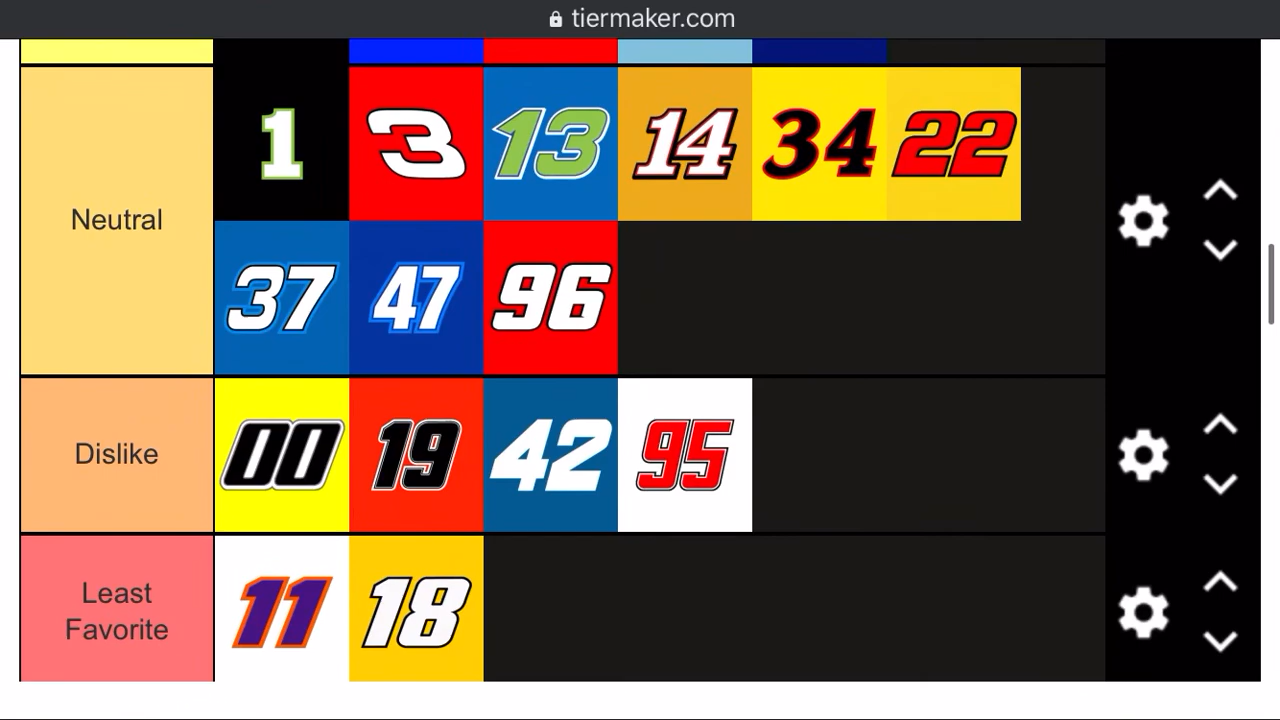 tiermaker.com
Neutral
1 3 13 14 34 22
37 47 96
Dislike
00 19 42 95
Least
Favorite
11 18